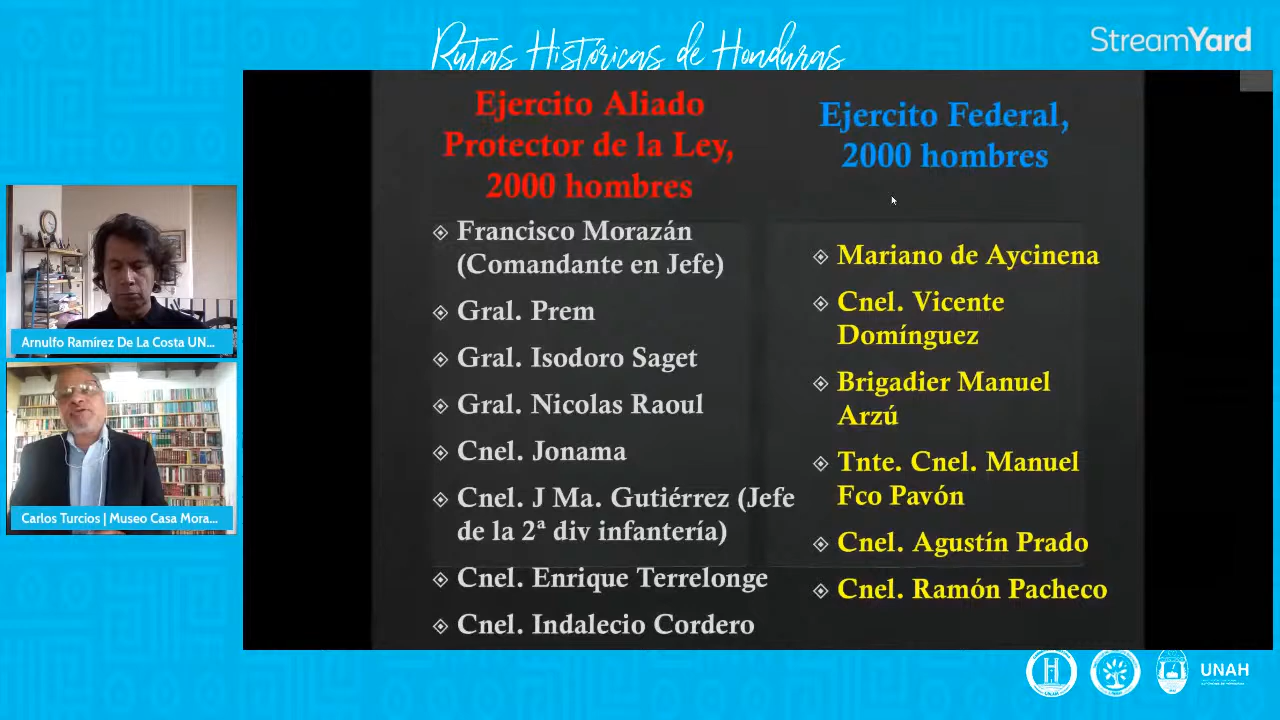 Rutas Históricas de Honduras
StreamYard
Ejercito Aliado
Protector de la Ley,
2000 hombres
Francisco Morazán
(Comandante en Jefe)
Gral. Prem
Gral. Isodoro Saget
Gral. Nicolas Raoul
Cnel. Jonama
Cnel. J Ma. Gutiérrez (Jefe
de la 2ª div infantería)
Cnel. Enrique Terrelonge
Cnel. Indalecio Cordero
Ejercito Federal,
2000 hombres
Mariano de Aycinena
Cnel. Vicente
Domínguez
Brigadier Manuel
Arzú
Tnte. Cnel. Manuel
Fco Pavón
Cnel. Agustín Prado
Cnel. Ramón Pacheco
Arnulfo Ramírez De La Costa UN...
Carlos Turcios | Museo Casa Mora...
UNAH